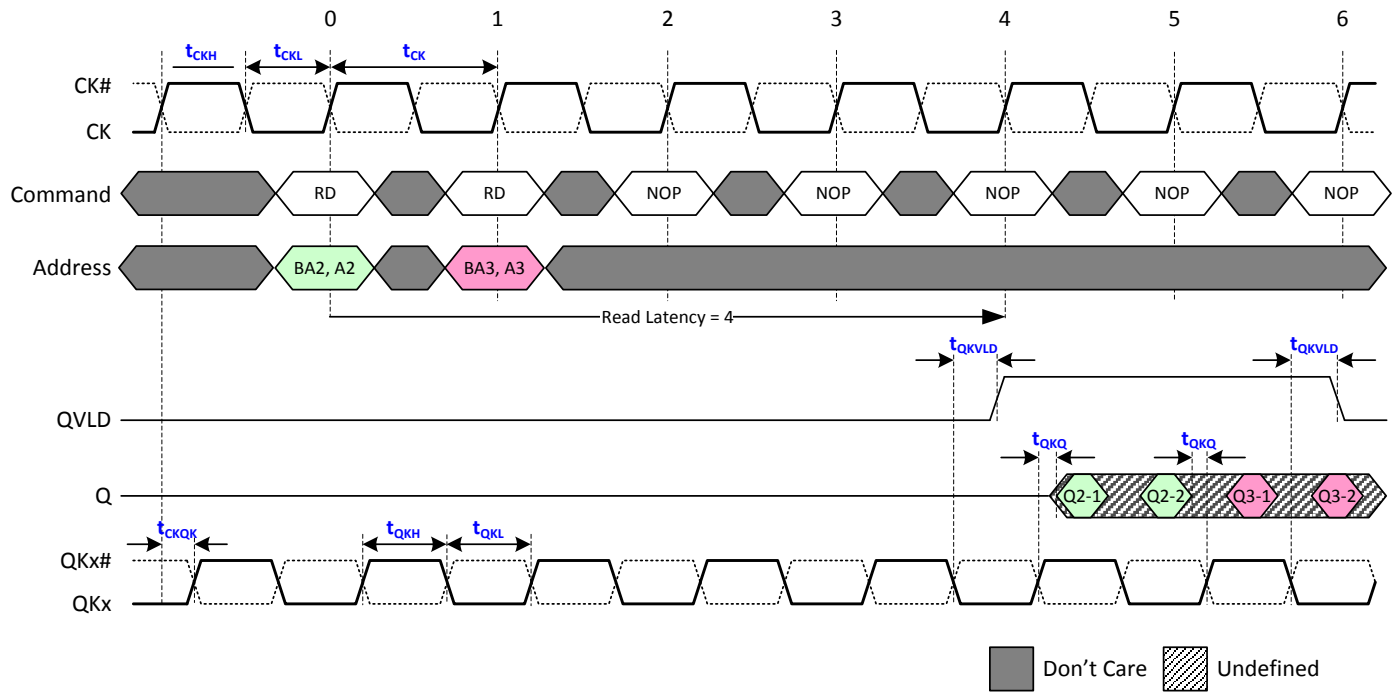 0 1 2 3 4 5 6
tCKH tCKL tCK
CK#
CK
Command RD RD NOP NOP NOP NOP NOP
Address BA2, A2 BA3, A3
Read Latency = 4
tQKVLD tQKVLD
QVLD
tQKQ tQKQ
Q Q2-1 Q2-2 Q3-1 Q3-2
tCKQK tQKH tQKL
QKx#
QKx
Don't Care Undefined